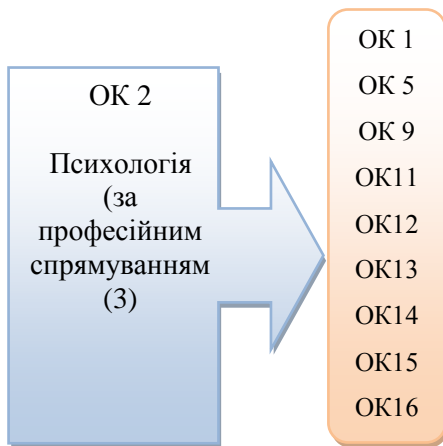 ОК 2
Психологія
(за
професійним
спрямуванням
(3)
ОК 1
ОК 5
ОК 9
ОК11
ОК12
ОК13
ОК14
ОК15
ОК16